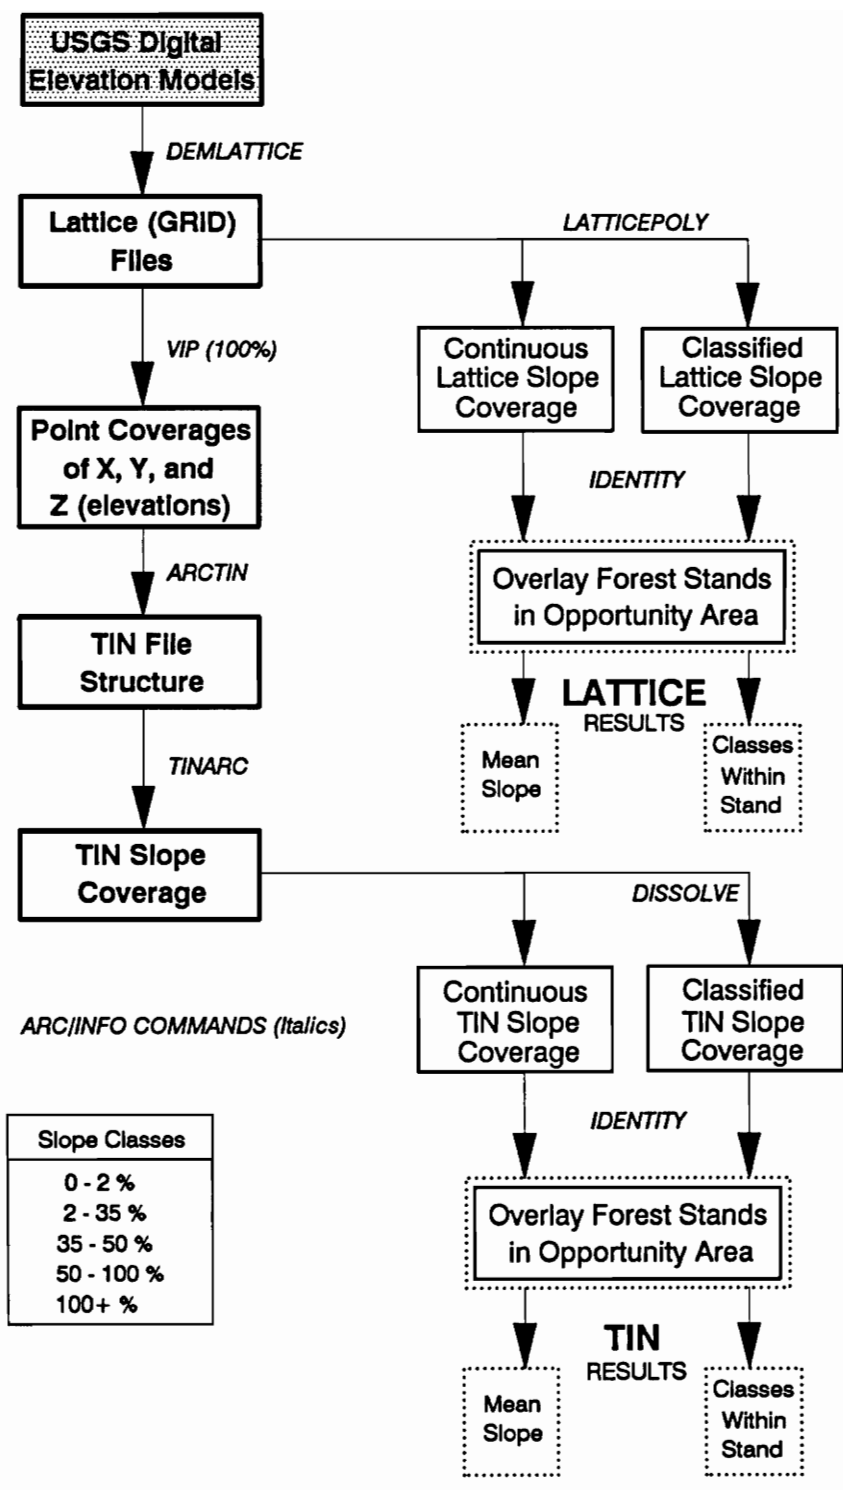 USGS Digital
Elevation Models
DEMLATTICE
Lattice (GRID)
Files
LATTICEPOLY
VIP (100%)
Continuous
Lattice Slope
Coverage
Classified
Lattice Slope
Coverage
Point Coverages
of X, Y, and
Z (elevations)
IDENTITY
ARCTIN
Overlay Forest Stands
in Opportunity Area
TIN File
Structure
LATTICE
RESULTS
Mean
Slope
Classes
Within
Stand
TINARC
TIN Slope
Coverage
DISSOLVE
Continuous
TIN Slope
Coverage
Classified
TIN Slope
Coverage
ARC/INFO COMMANDS (Italics)
IDENTITY
Slope Classes
0 - 2 %
2 - 35 %
35 - 50 %
50 - 100 %
100+ %
Overlay Forest Stands
in Opportunity Area
TIN
RESULTS
Mean
Slope
Classes
Within
Stand